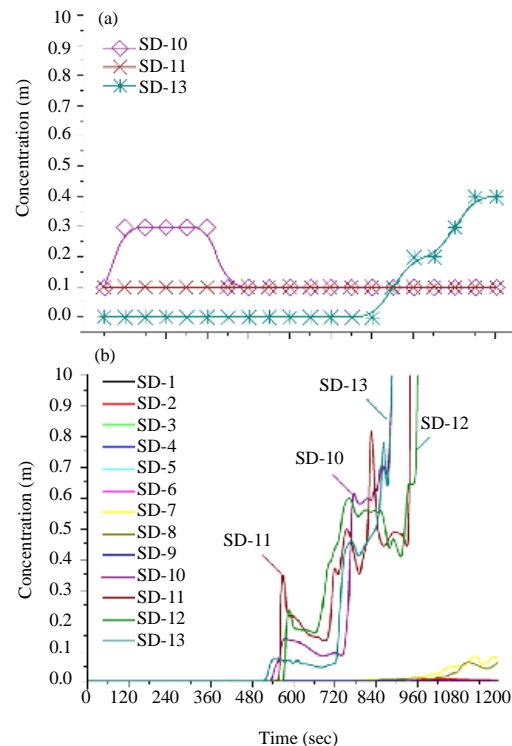 (a)
SD-10
SD-11
SD-13
Concentration (m)
10
0.9
0.8
0.7
0.6
0.5
0.4
0.3
0.2
0.1
0.0
(b)
SD-1
SD-2
SD-3
SD-4
SD-5
SD-6
SD-7
SD-8
SD-9
SD-10
SD-11
SD-12
SD-13
SD-13
SD-12
SD-10
SD-11
Concentration (m)
10
0.9
0.8
0.7
0.6
0.5
0.4
0.3
0.2
0.1
0.0
0 120 240 360 480 600 720 840 960 1080 1200
Time (sec)